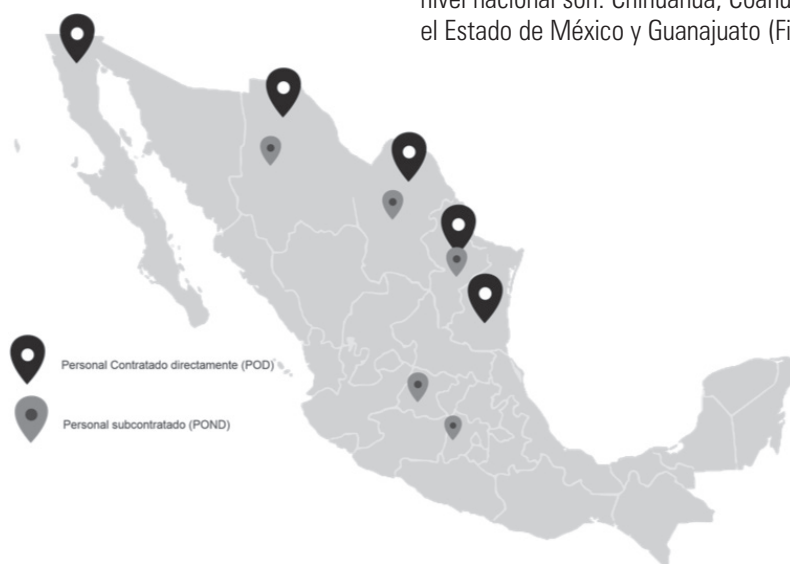 nivel nacional son: Chihuahua, Coahu
el Estado de México y Guanajuato (Fi
Personal Contratado directamente (POD)
Personal subcontratado (POND)